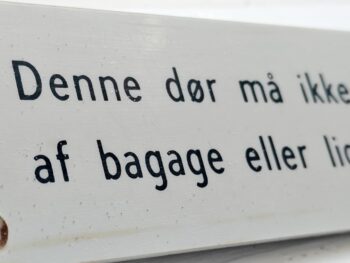 Denne dør må ikke
af bagage eller